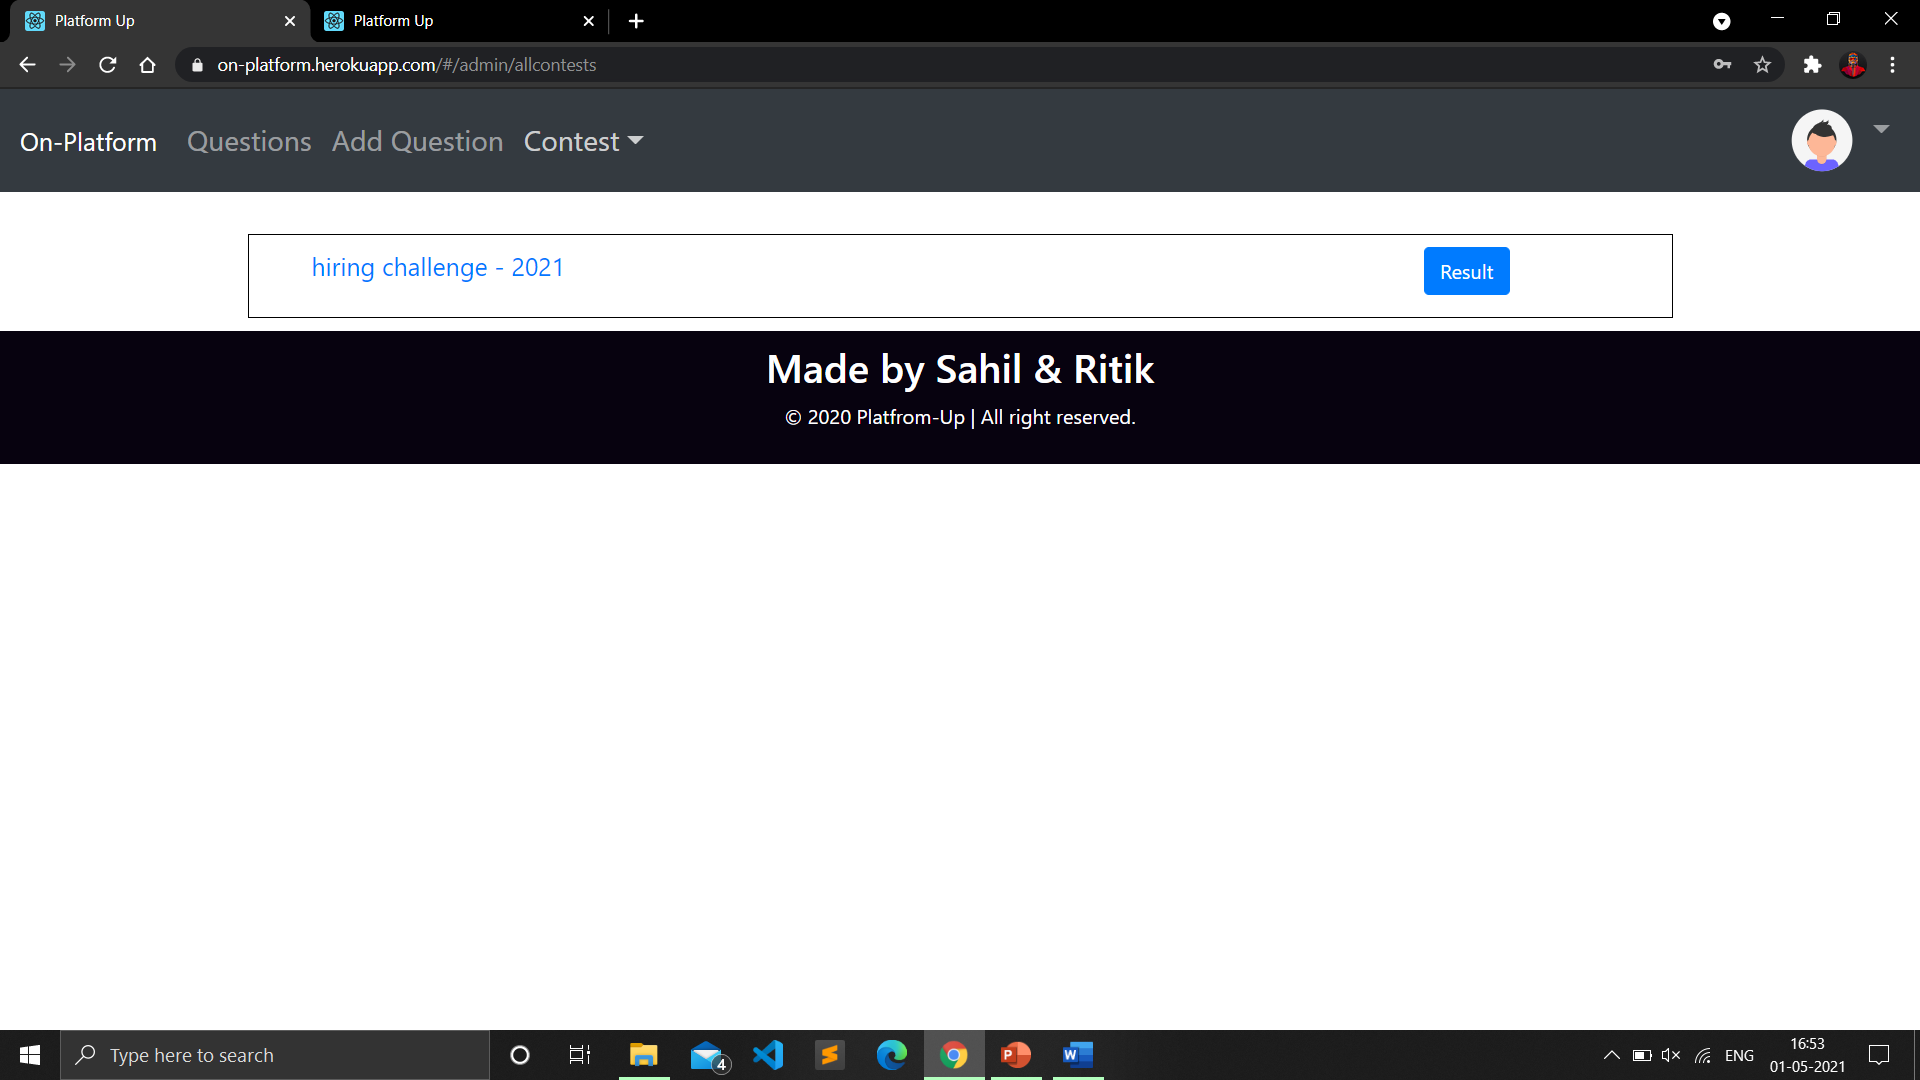 Platform Up
Platform Up
on-platform.herokuapp.com/#/admin/allcontests
On-Platform Questions Add Question Contest
hiring challenge - 2021
Result
Made by Sahil & Ritik
© 2020 Platfrom-Up | All right reserved.
Type here to search
4
ENG
16:53
01-05-2021